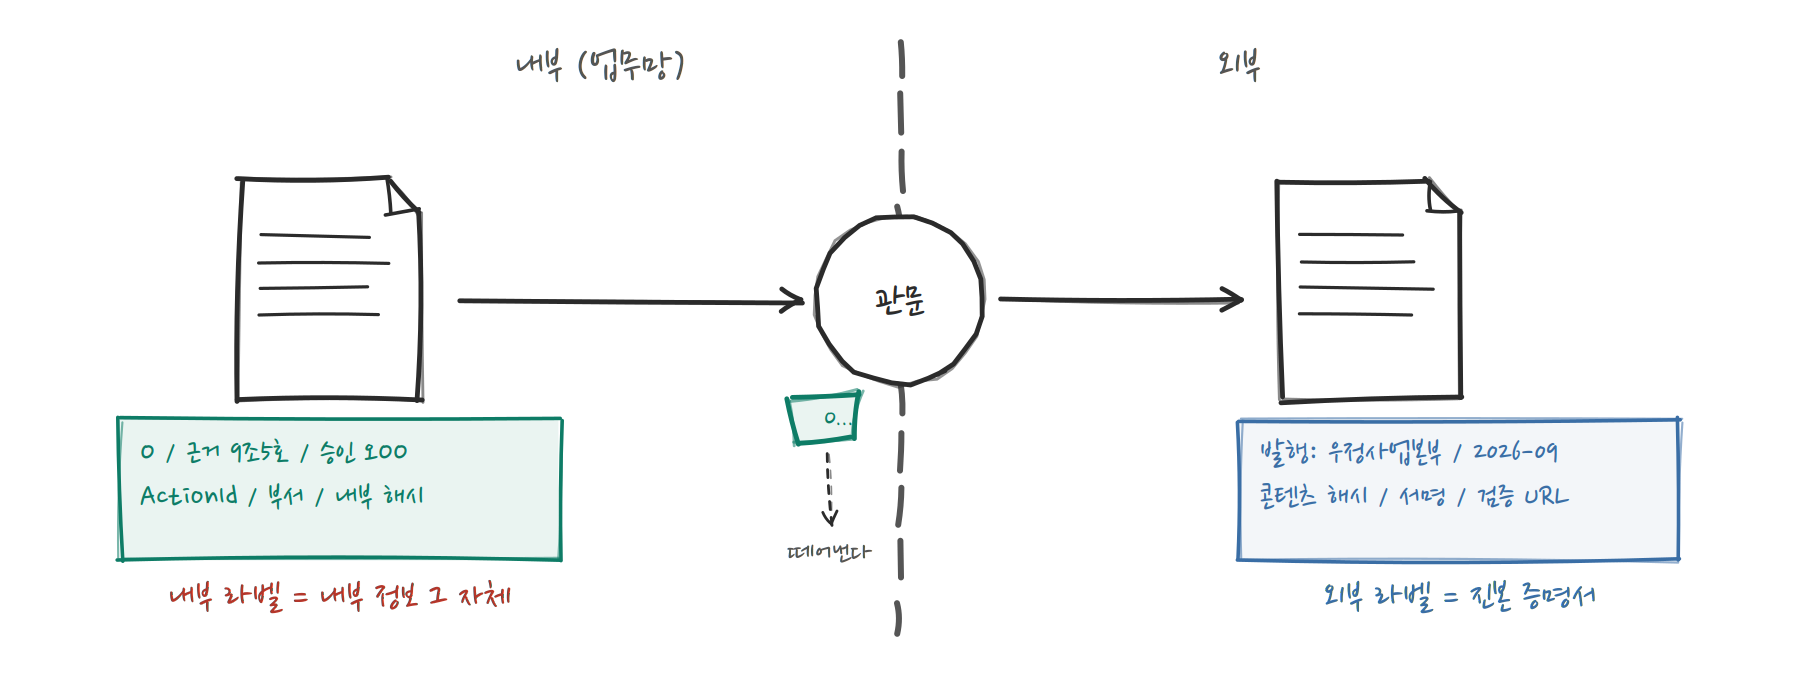 내부 (업무망)
외부
관문
O / 근거 9조5호 / 승인 오OO
ActionId / 부서 / 내부 해시
내부 라벨 = 내부 정보 그 자체
O...
떼어낸다
발행: 우정사업본부 / 2026-09
콘텐츠 해시 / 서명 / 검증 URL
외부 라벨 = 진본 증명서